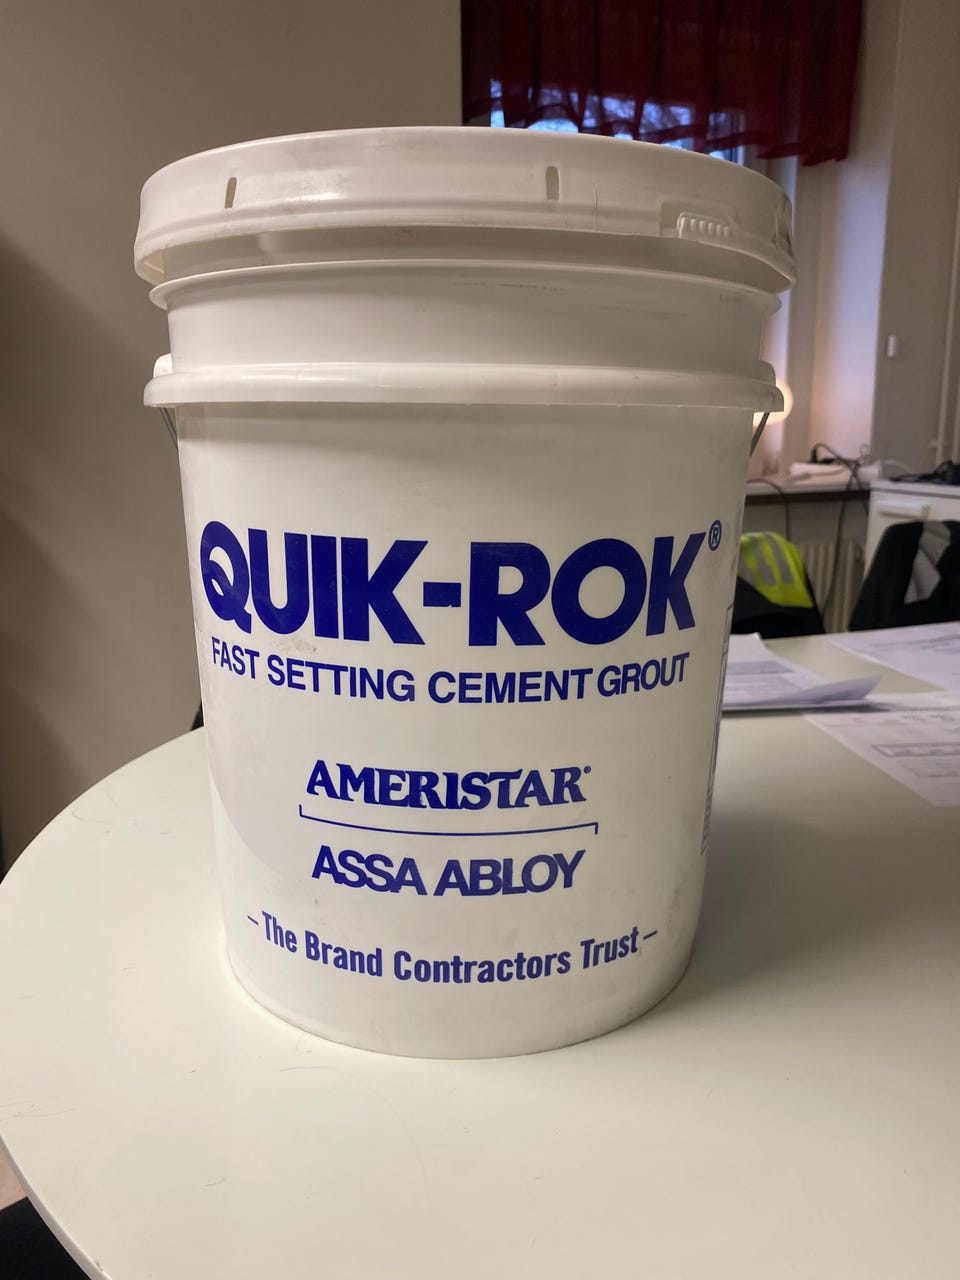 QUIK-ROK®
FAST SETTING CEMENT GROUT
AMERISTAR®
ASSA ABLOY
–The Brand Contractors Trust–